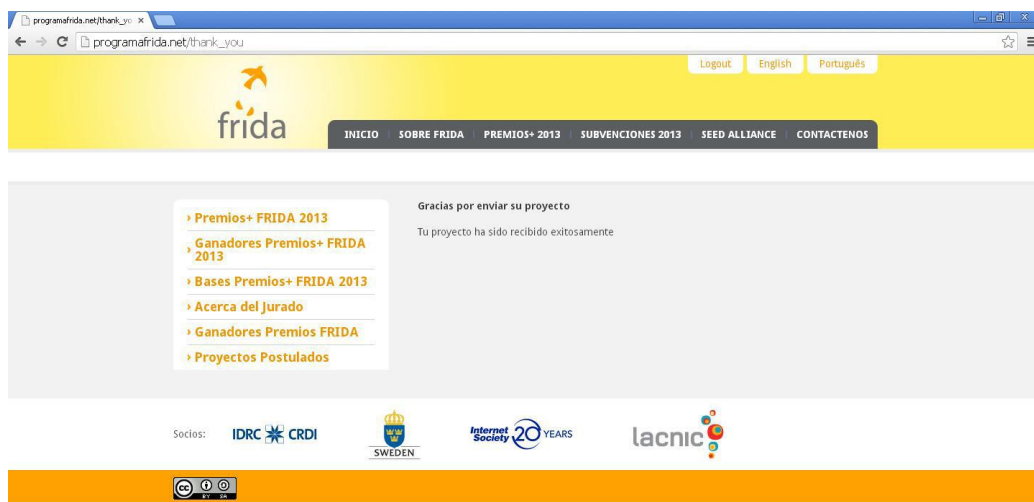 programafrida.net/thank_yo
programafrida.net/thank_you
Logout English Português
frida
INICIO SOBRE FRIDA PREMIOS+ 2013 SUBVENCIONES 2013 SEED ALLIANCE CONTACTENOS
› Premios+ FRIDA 2013
› Ganadores Premios+ FRIDA
2013
› Bases Premios+ FRIDA 2013
› Acerca del Jurado
› Ganadores Premios FRIDA
› Proyectos Postulados
Gracias por enviar su proyecto
Tu proyecto ha sido recibido exitosamente
Socios:
IDRC CRDI
SWEDEN
Internet
Society 20 YEARS
lacnic
cc
BY SA